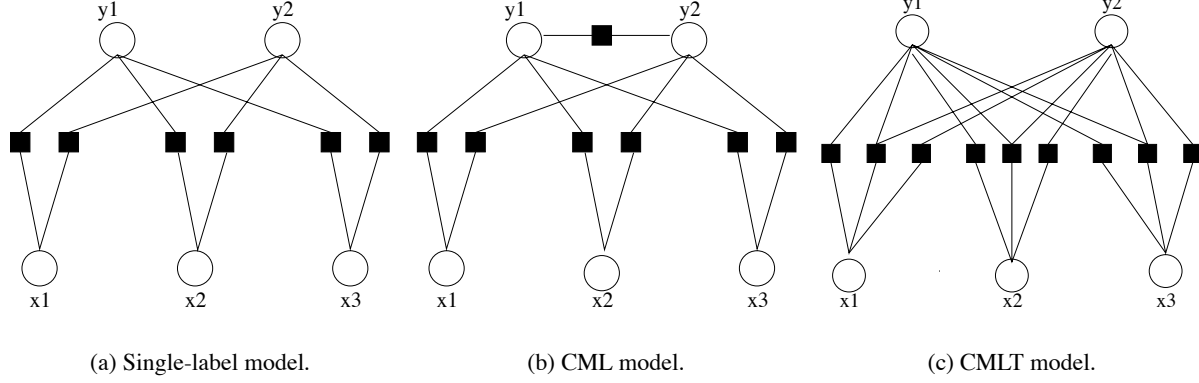 y1 y2
x1 x2 x3
(a) Single-label model.
y1 y2
x1 x2 x3
(b) CML model.
y1 y2
x1 x2 x3
(c) CMLT model.